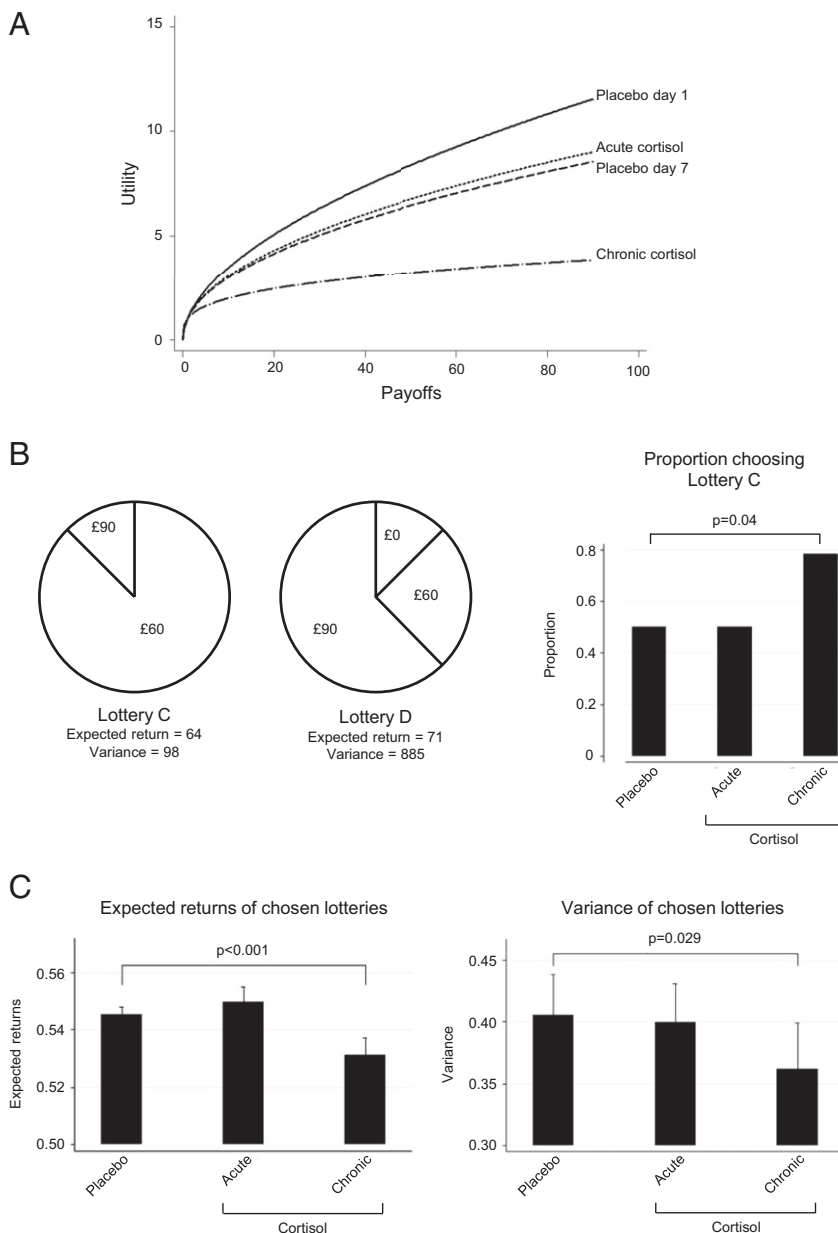 A
15
10
5
0
Utility
Placebo day 1
Acute cortisol
Placebo day 7
Chronic cortisol
0
20
40
60
80
100
Payoffs
B
£90
£60
Lottery C
Expected return = 64
Variance = 98
£0
£60
£90
Lottery D
Expected return = 71
Variance = 885
Proportion choosing
Lottery C
p=0.04
0.8
0.6
0.4
0.2
0
Proportion
Placebo
Acute
Chronic
Cortisol
C
Expected returns of chosen lotteries
p<0.001
0.56
0.54
0.52
0.50
Expected returns
Placebo
Acute
Chronic
Cortisol
Variance of chosen lotteries
p=0.029
0.45
0.40
0.35
0.30
Variance
Placebo
Acute
Chronic
Cortisol